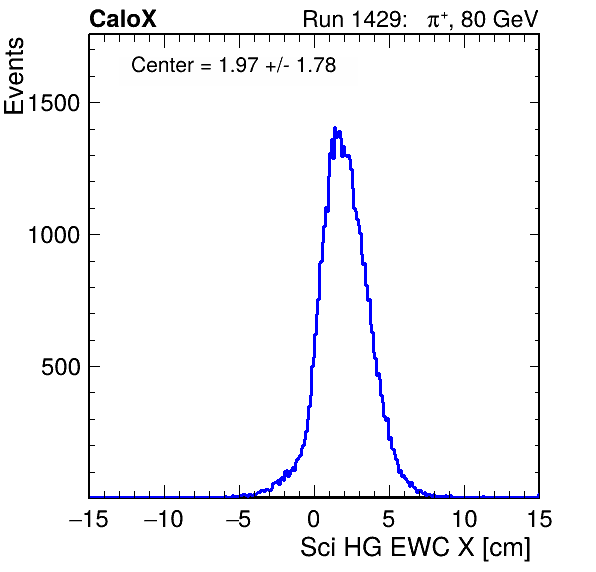 CaloX Run 1429: π⁺, 80 GeV
Center = 1.97 +/- 1.78
Events
1500
1000
500
−15 −10 −5 0 5 10 15
Sci HG EWC X [cm]